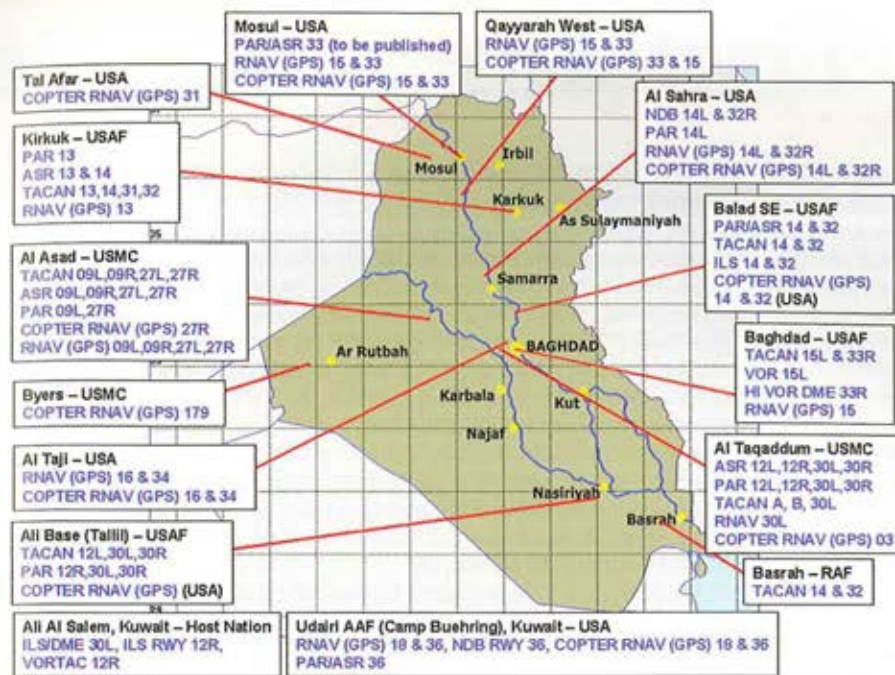 Mosul – USA
PAR/ASR 33 (to be published)
RNAV (GPS) 15 & 33
COPTER RNAV (GPS) 15 & 33
Qayyarah West – USA
RNAV (GPS) 15 & 33
COPTER RNAV (GPS) 33 & 15
Tal Afar – USA
COPTER RNAV (GPS) 31
Al Sahra – USA
NDB 14L & 32R
PAR 14L
RNAV (GPS) 14L & 32R
COPTER RNAV (GPS) 14L & 32R
Kirkuk – USAF
PAR 13
ASR 13 & 14
TACAN 13,14,31,32
RNAV (GPS) 13
Mosul
Irbil
Karkuk
As Sulaymaniyah
Balad SE – USAF
PAR/ASR 14 & 32
TACAN 14 & 32
ILS 14 & 32
COPTER RNAV (GPS)
14 & 32 (USA)
Al Asad – USMC
TACAN 09L,09R,27L,27R
ASR 09L,09R,27L,27R
PAR 09L,27R
COPTER RNAV (GPS) 27R
RNAV (GPS) 09L,09R,27L,27R
Samarra
Ar Rutbah
BAGHDAD
Baghdad – USAF
TACAN 15L & 33R
VOR 15L
HI VOR DME 33R
RNAV (GPS) 15
Byers – USMC
COPTER RNAV (GPS) 179
Karbala
Kut
Najaf
Al Taji – USA
RNAV (GPS) 16 & 34
COPTER RNAV (GPS) 16 & 34
Al Taqaddum – USMC
ASR 12L,12R,30L,30R
PAR 12L,12R,30L,30R
TACAN A, B, 30L
RNAV 30L
COPTER RNAV (GPS) 03
Nasiriyah
Basrah
Ali Base (Tallil) – USAF
TACAN 12L,30L,30R
PAR 12R,30L,30R
COPTER RNAV (GPS) (USA)
Basrah – RAF
TACAN 14 & 32
Ali Al Salem, Kuwait – Host Nation
ILS/DME 30L, ILS RWY 12R,
VORTAC 12R
Udairi AAF (Camp Buehring), Kuwait – USA
RNAV (GPS) 18 & 36, NDB RWY 36, COPTER RNAV (GPS) 18 & 36
PAR/ASR 36